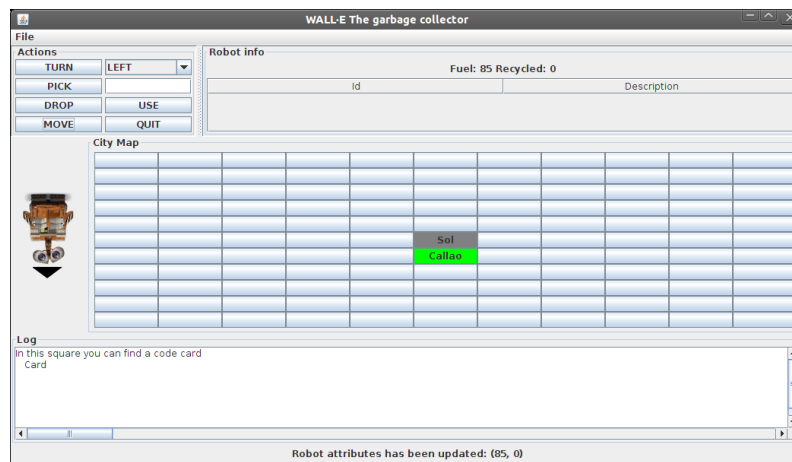 WALL·E The garbage collector
File
Actions
TURN LEFT
PICK
DROP USE
MOVE QUIT
Robot info
Fuel: 85 Recycled: 0
Id Description
City Map
Sol
Callao
Log
In this square you can find a code card
Card
Robot attributes has been updated: (85, 0)